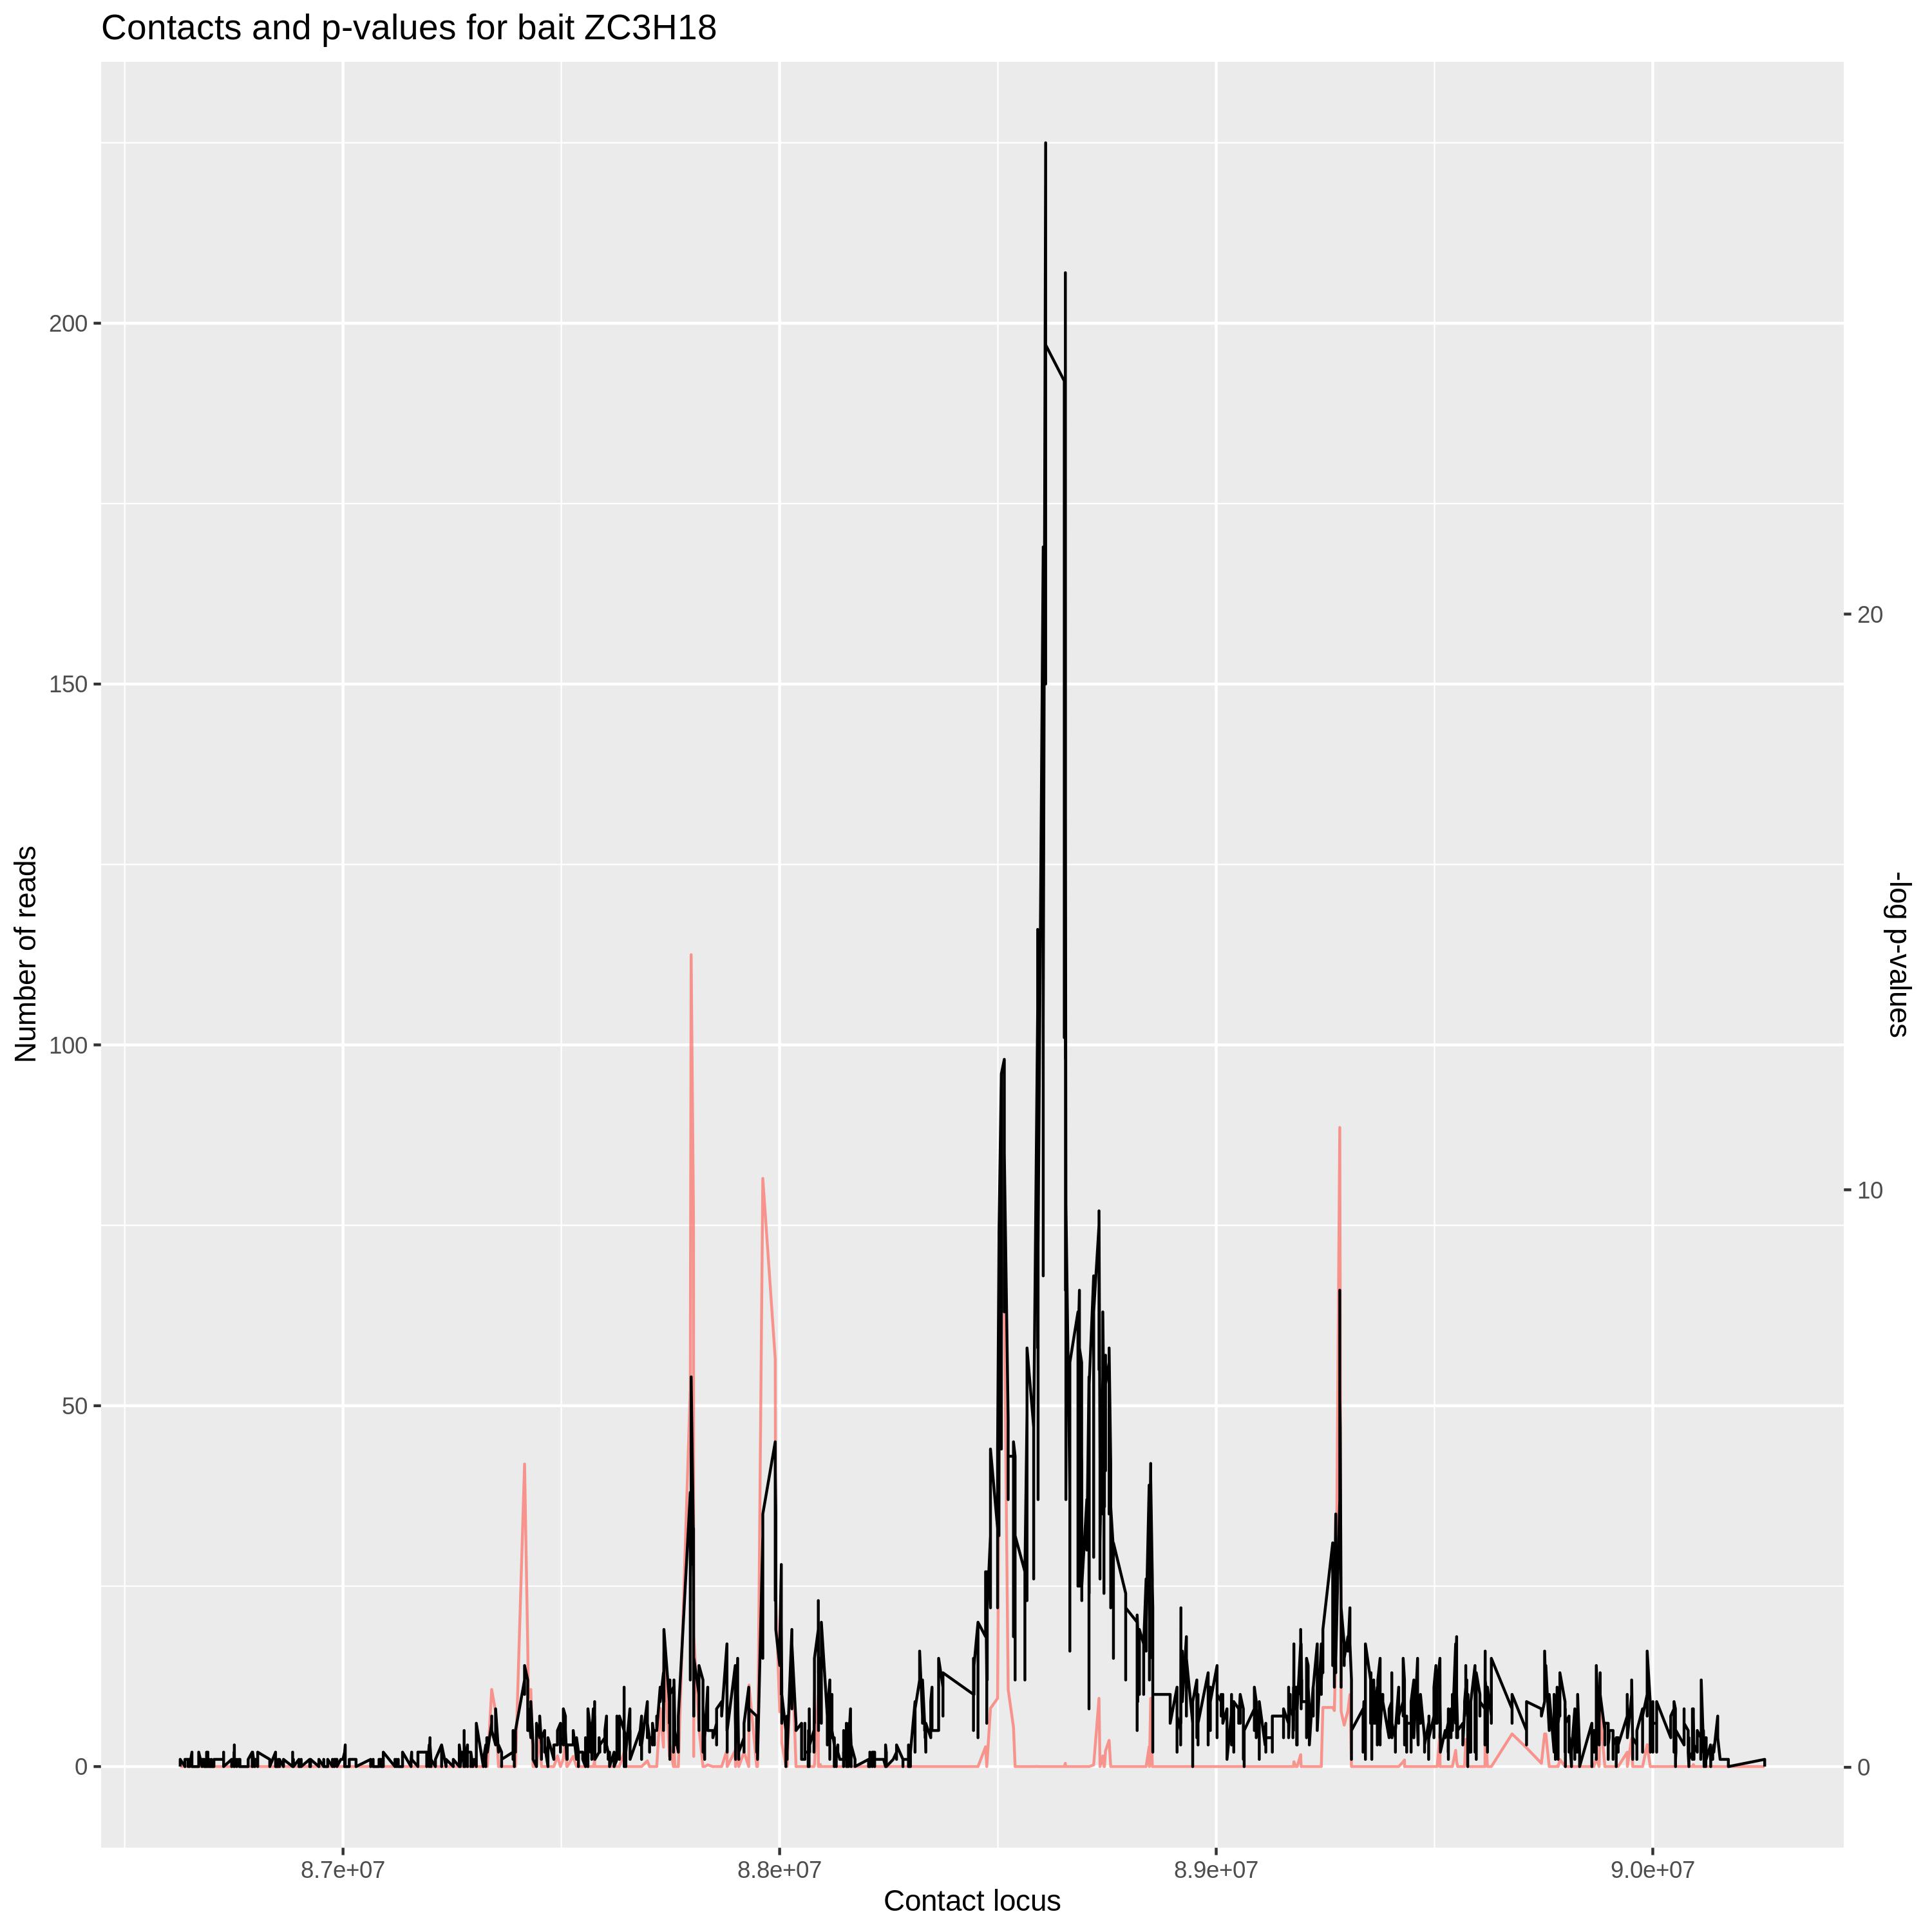 Contacts and p-values for bait ZC3H18
Number of reads
200
150
100
50
0
20
10
0
-log p-values
8.7e+07
8.8e+07
8.9e+07
9.0e+07
Contact locus